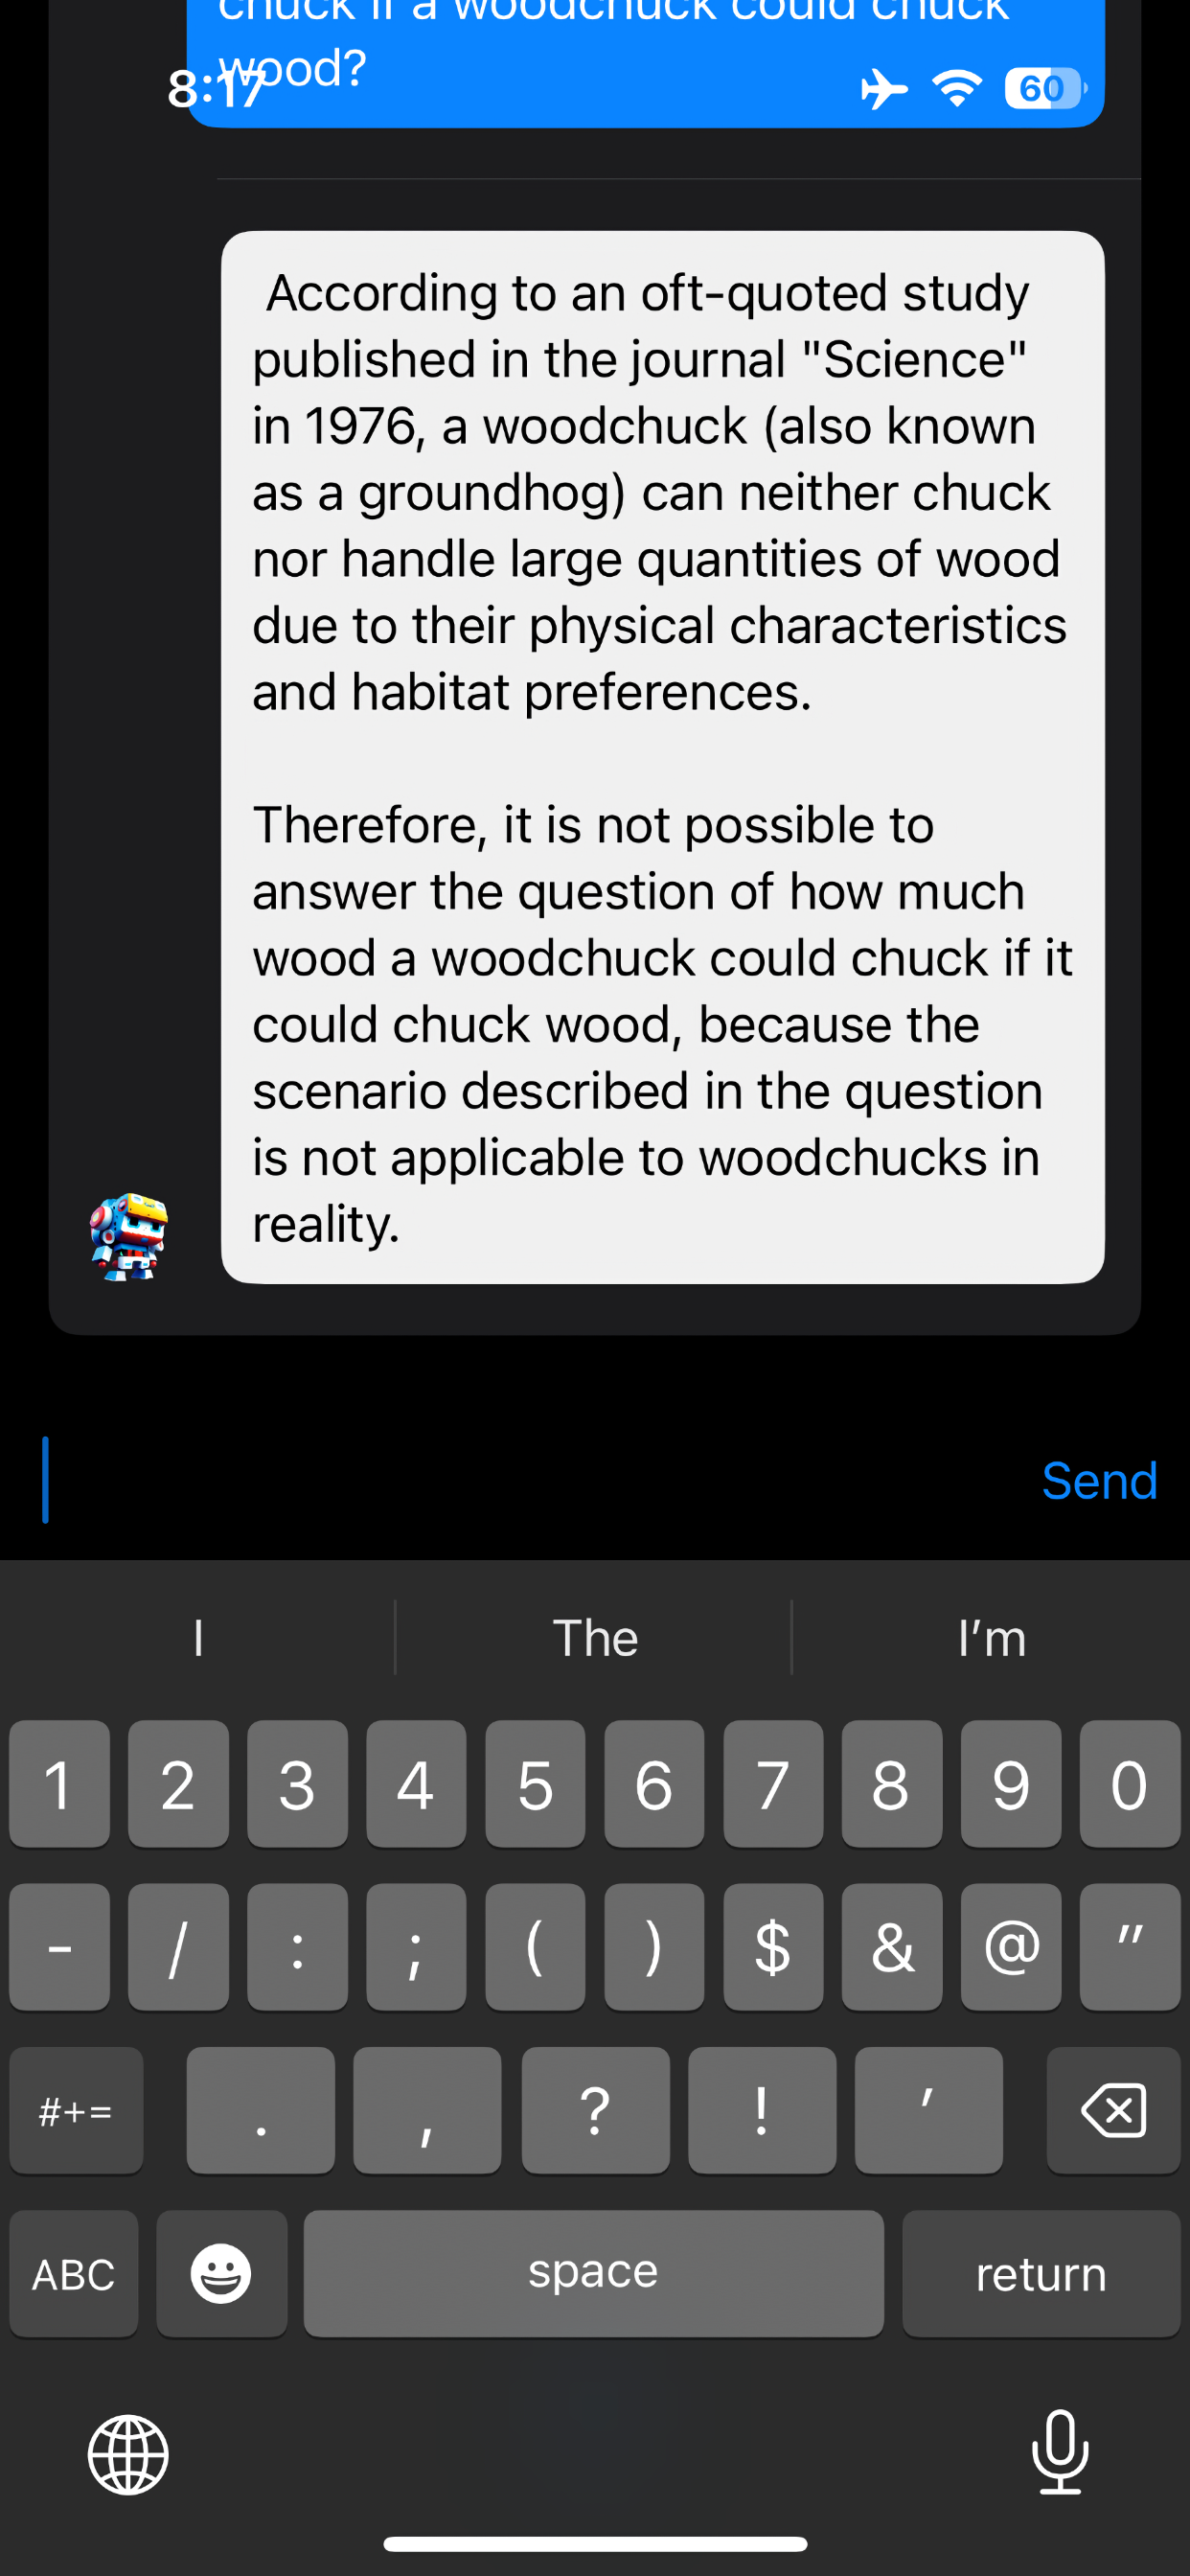 chuck if a woodchuck could chuck
wood?
8:17
60
According to an oft-quoted study
published in the journal "Science"
in 1976, a woodchuck (also known
as a groundhog) can neither chuck
nor handle large quantities of wood
due to their physical characteristics
and habitat preferences.
Therefore, it is not possible to
answer the question of how much
wood a woodchuck could chuck if it
could chuck wood, because the
scenario described in the question
is not applicable to woodchucks in
reality.
Send
I The I’m
1 2 3 4 5 6 7 8 9 0
- / : ; ( ) $ & @ "
#+= . , ? ! ’
ABC space return